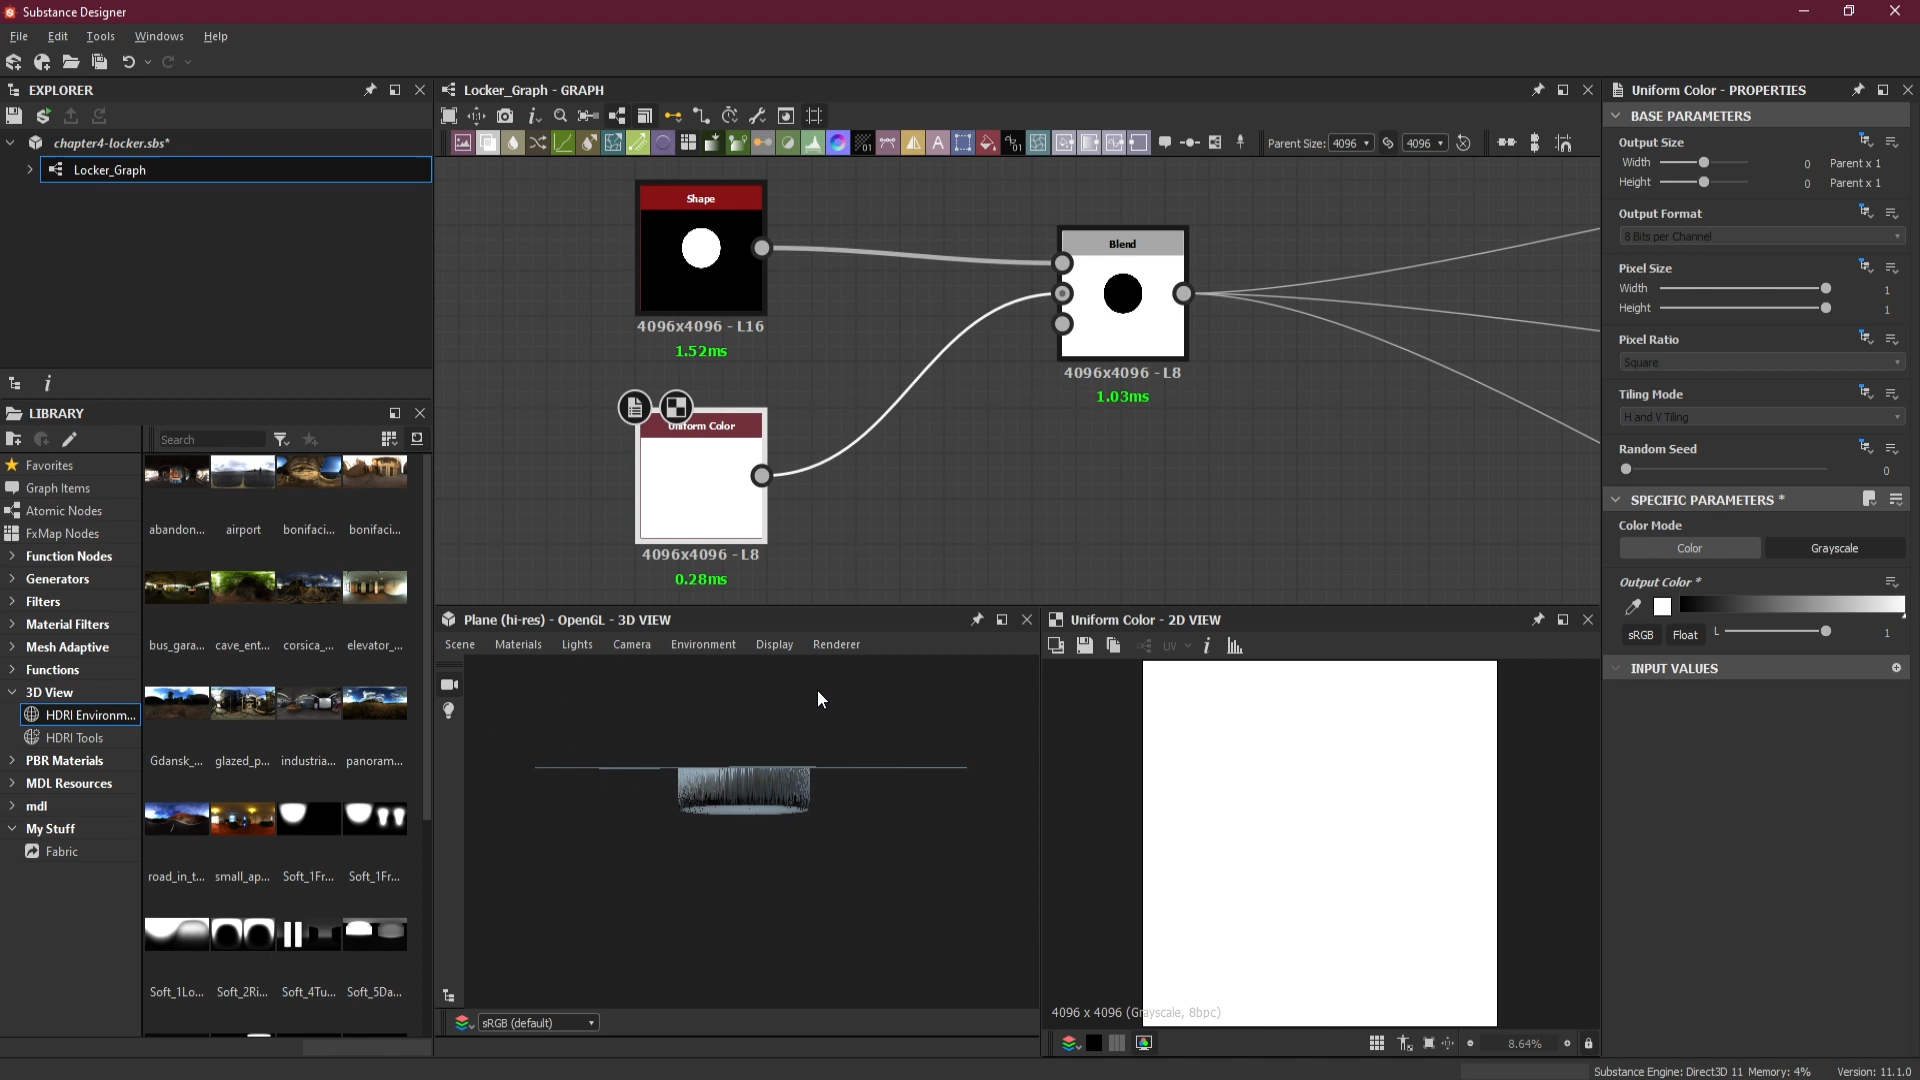 Substance Designer
File Edit Tools Windows Help
EXPLORER
chapter4-locker.sbs*
Locker_Graph
LIBRARY
Search
Favorites
Graph Items
Atomic Nodes
FxMap Nodes
Function Nodes
Generators
Filters
Material Filters
Mesh Adaptive
Functions
3D View
HDRI Environm...
HDRI Tools
PBR Materials
MDL Resources
mdl
My Stuff
Fabric
abandon... airport bonifaci... bonifaci...
bus_gara... cave_ent... corsica_... elevator_...
Gdansk_... glazed_p... industria... panoram...
road_in_t... small_ap... Soft_1Fr... Soft_1Fr...
Soft_1Lo... Soft_2Ri... Soft_4Tu... Soft_5Da...
Locker_Graph - GRAPH
Parent Size: 4096 4096
Shape
4096x4096 - L16
1.52ms
Uniform Color
4096x4096 - L8
0.28ms
Blend
4096x4096 - L8
1.03ms
Plane (hi-res) - OpenGL - 3D VIEW
Scene Materials Lights Camera Environment Display Renderer
sRGB (default)
Uniform Color - 2D VIEW
UV
4096 x 4096 (Grayscale, 8bpc)
8.64%
Uniform Color - PROPERTIES
BASE PARAMETERS
Output Size
Width 0 Parent x 1
Height 0 Parent x 1
Output Format
8 Bits per Channel
Pixel Size
Width 1
Height 1
Pixel Ratio
Square
Tiling Mode
H and V Tiling
Random Seed
0
SPECIFIC PARAMETERS *
Color Mode
Color Grayscale
Output Color *
sRGB Float L 1
INPUT VALUES
Substance Engine: Direct3D 11 Memory: 4% Version: 11.1.0